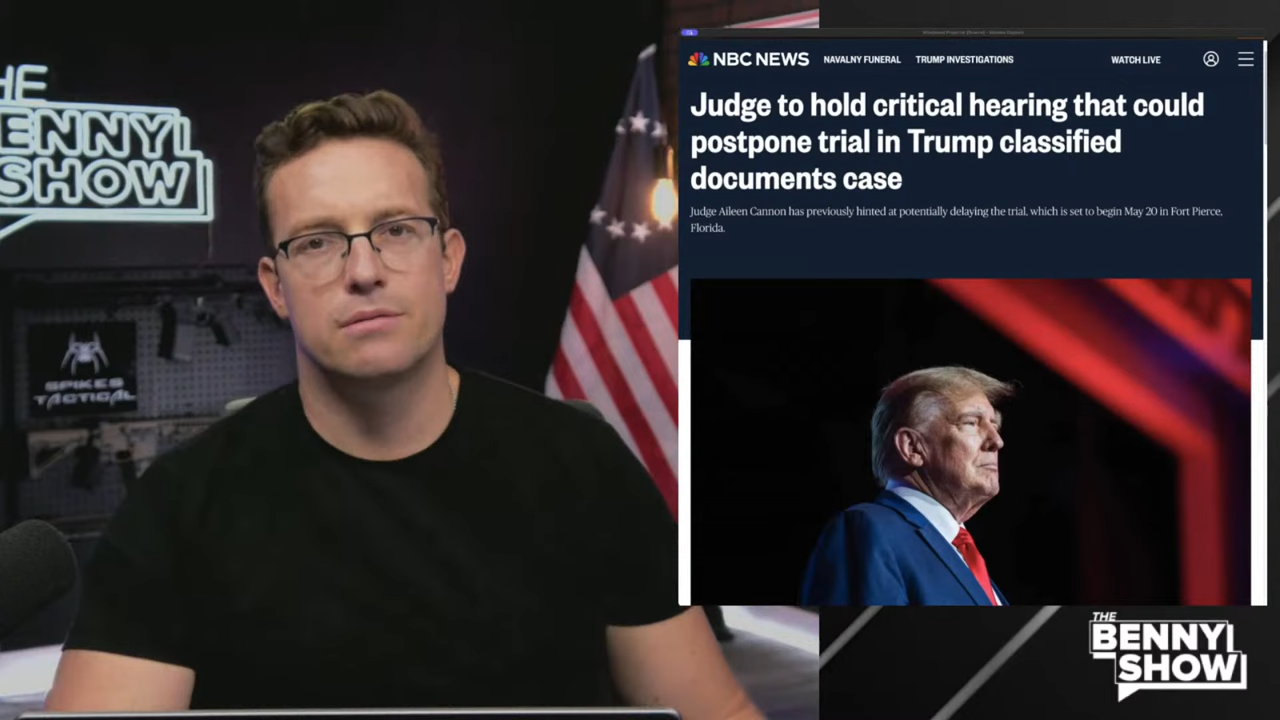 THE
BENNY
SHOW
SPIKES
TACTICAL
NBC NEWS
NAVALNY FUNERAL
TRUMP INVESTIGATIONS
WATCH LIVE
Judge to hold critical hearing that could
postpone trial in Trump classified
documents case
Judge Aileen Cannon has previously hinted at potentially delaying the trial, which is set to begin May 20 in Fort Pierce,
Florida.
THE
BENNY
SHOW